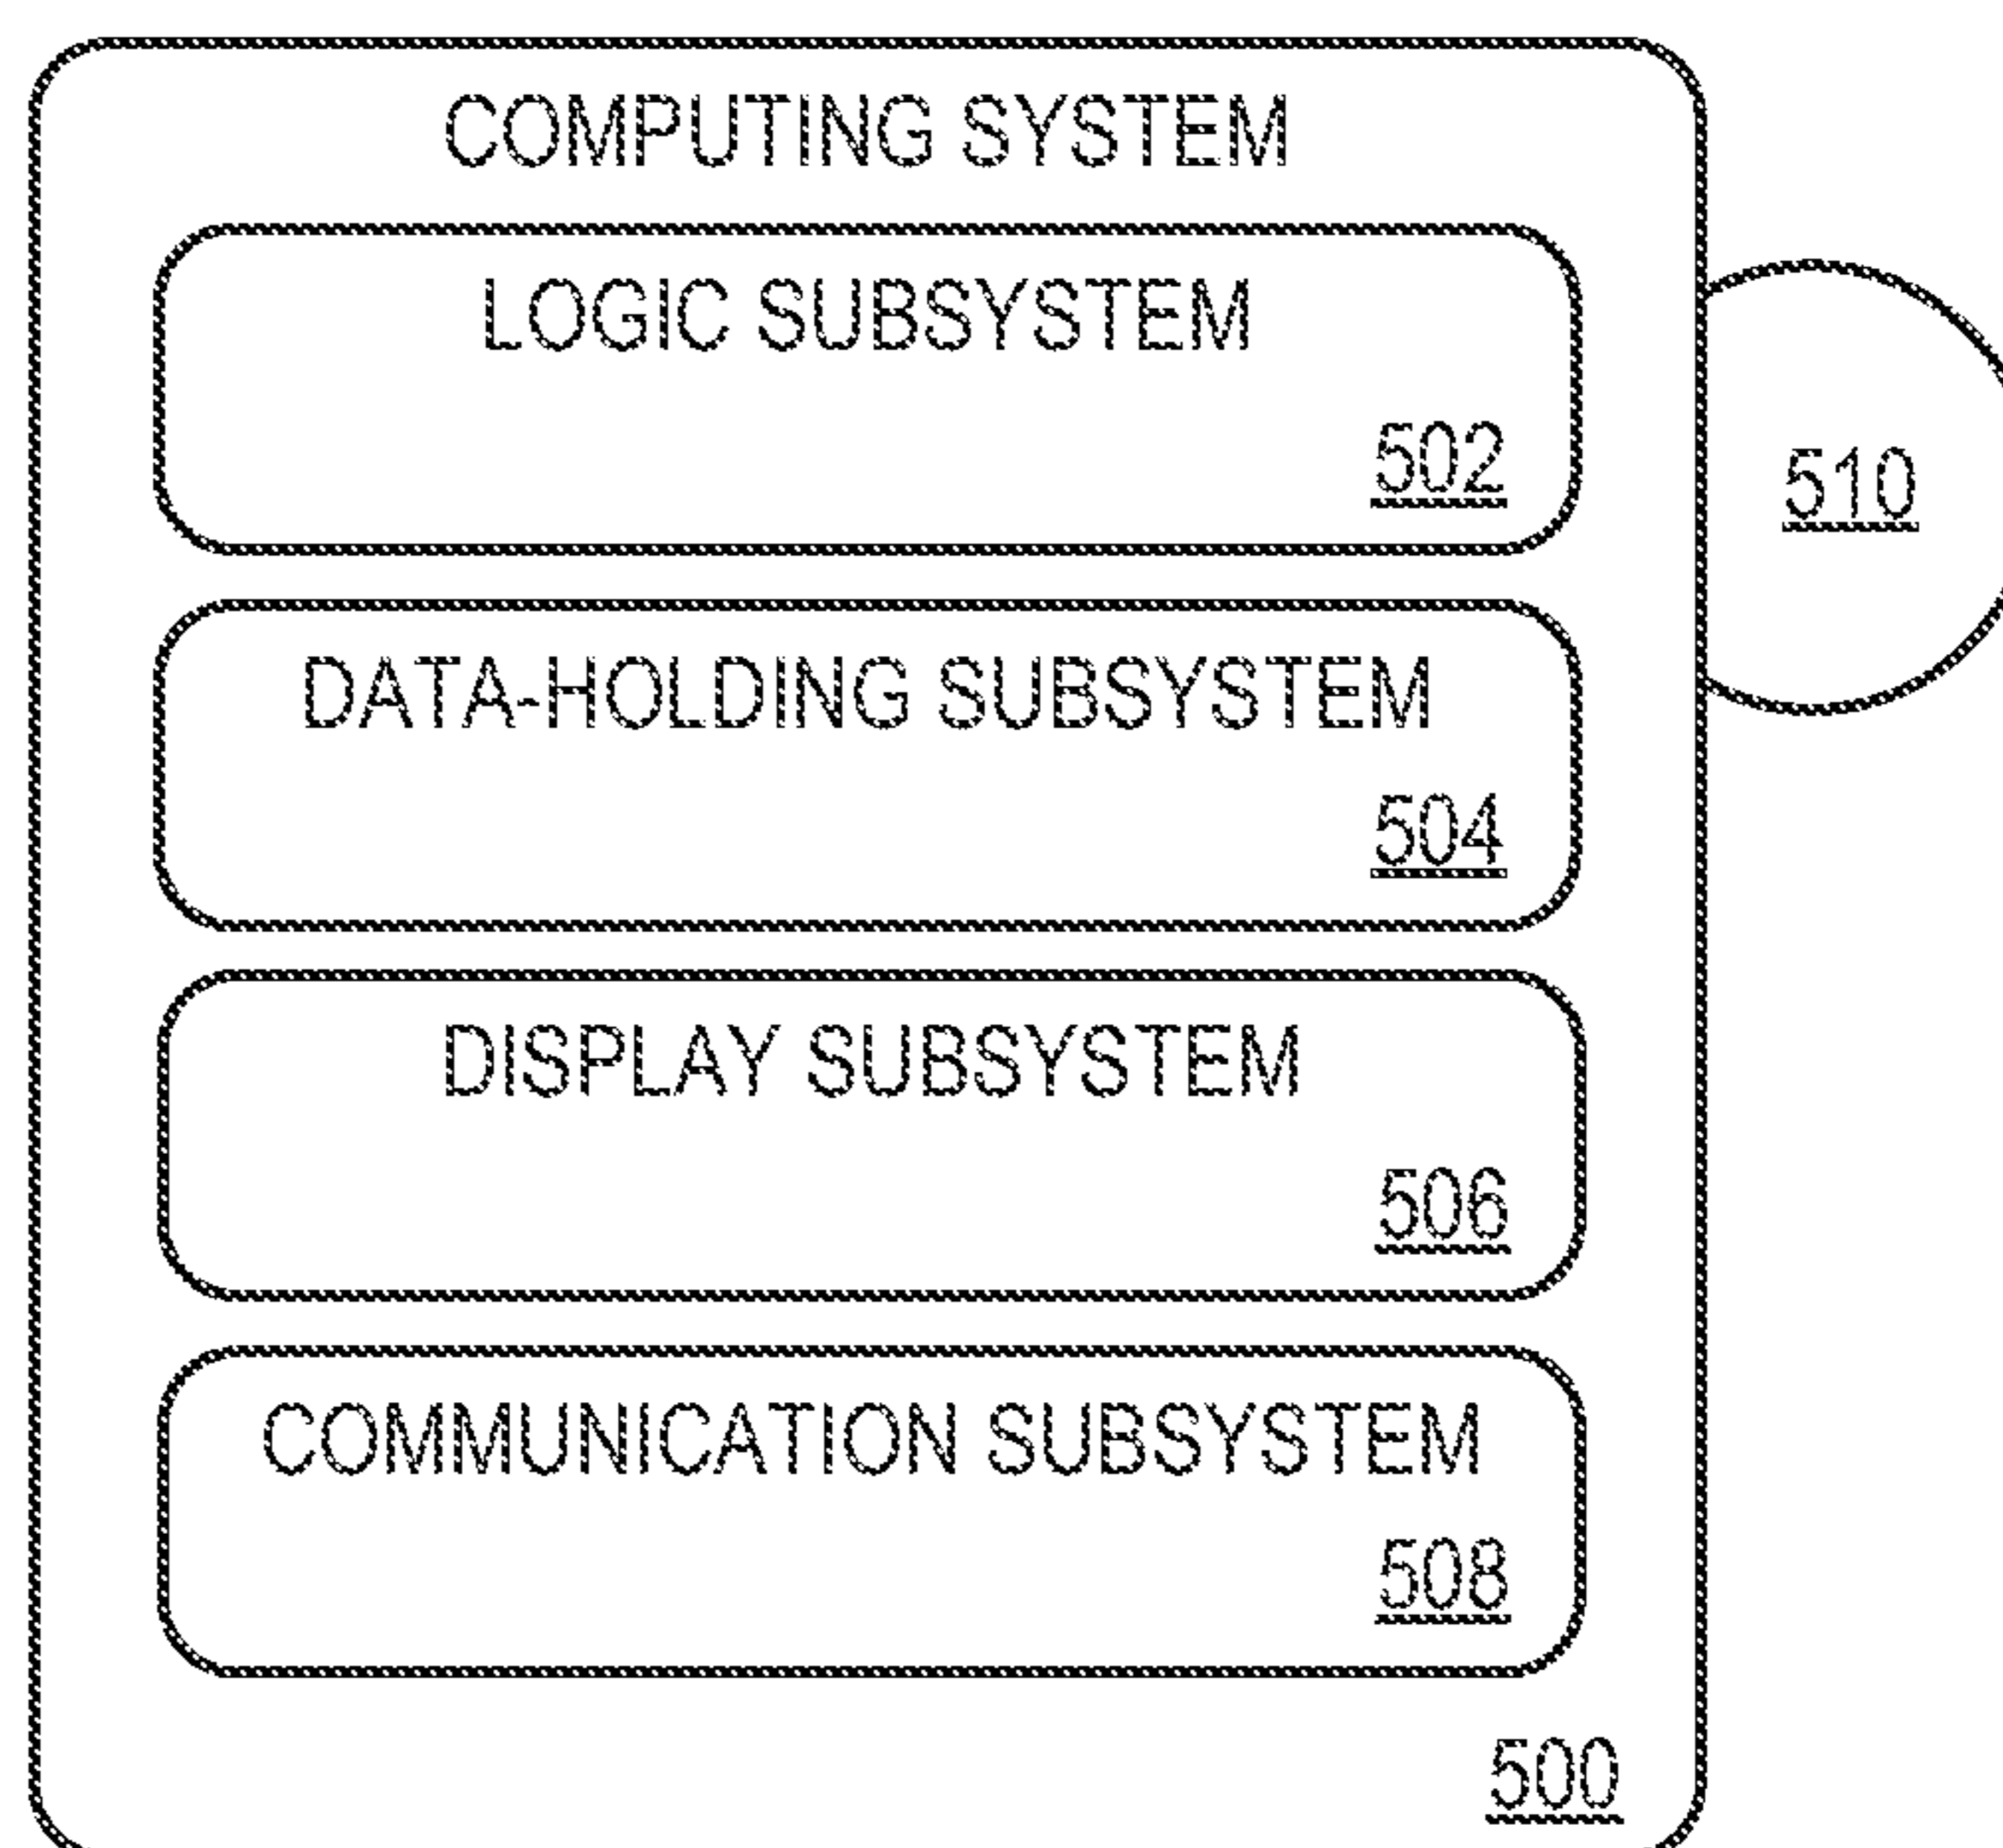 COMPUTING SYSTEM
LOGIC SUBSYSTEM
502
510
DATA-HOLDING SUBSYSTEM
504
DISPLAY SUBSYSTEM
506
COMMUNICATION SUBSYSTEM
508
500